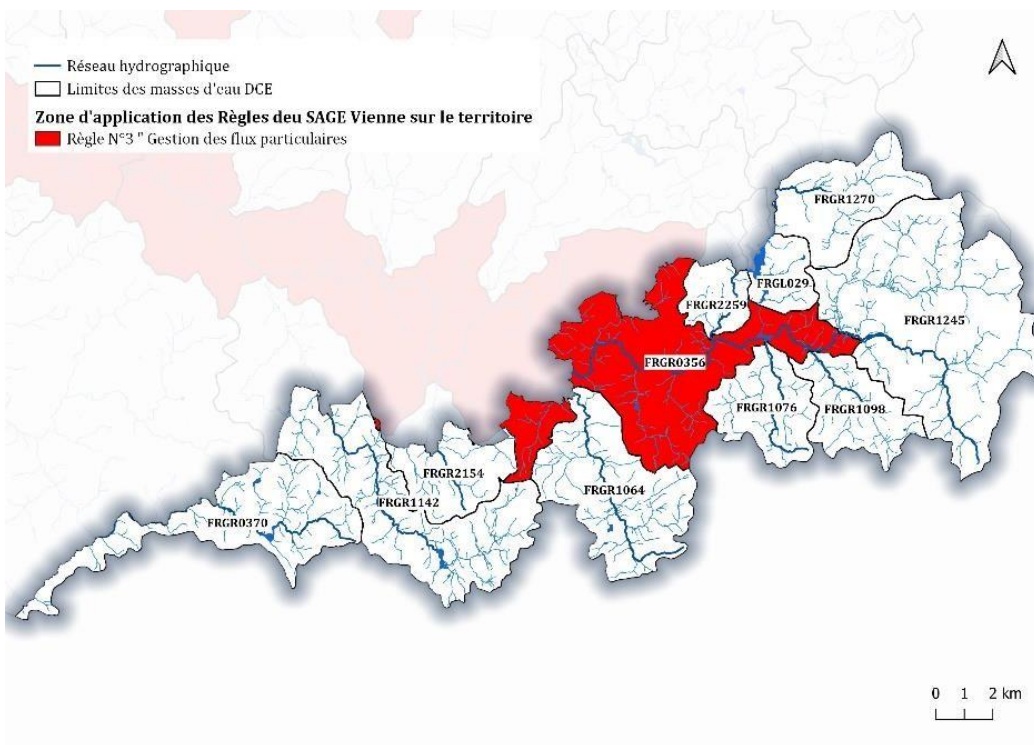 Réseau hydrographique
Limites des masses d'eau DCE
Zone d'application des Règles deu SAGE Vienne sur le territoire
Règle N°3 " Gestion des flux particulaires
FRGR1270
FRGL029
FRGR2259
FRGR1245
FRGR0356
FRGR1076
FRGR1098
FRGR2154
FRGR1064
FRGR1142
FRGR0370
0 1 2 km